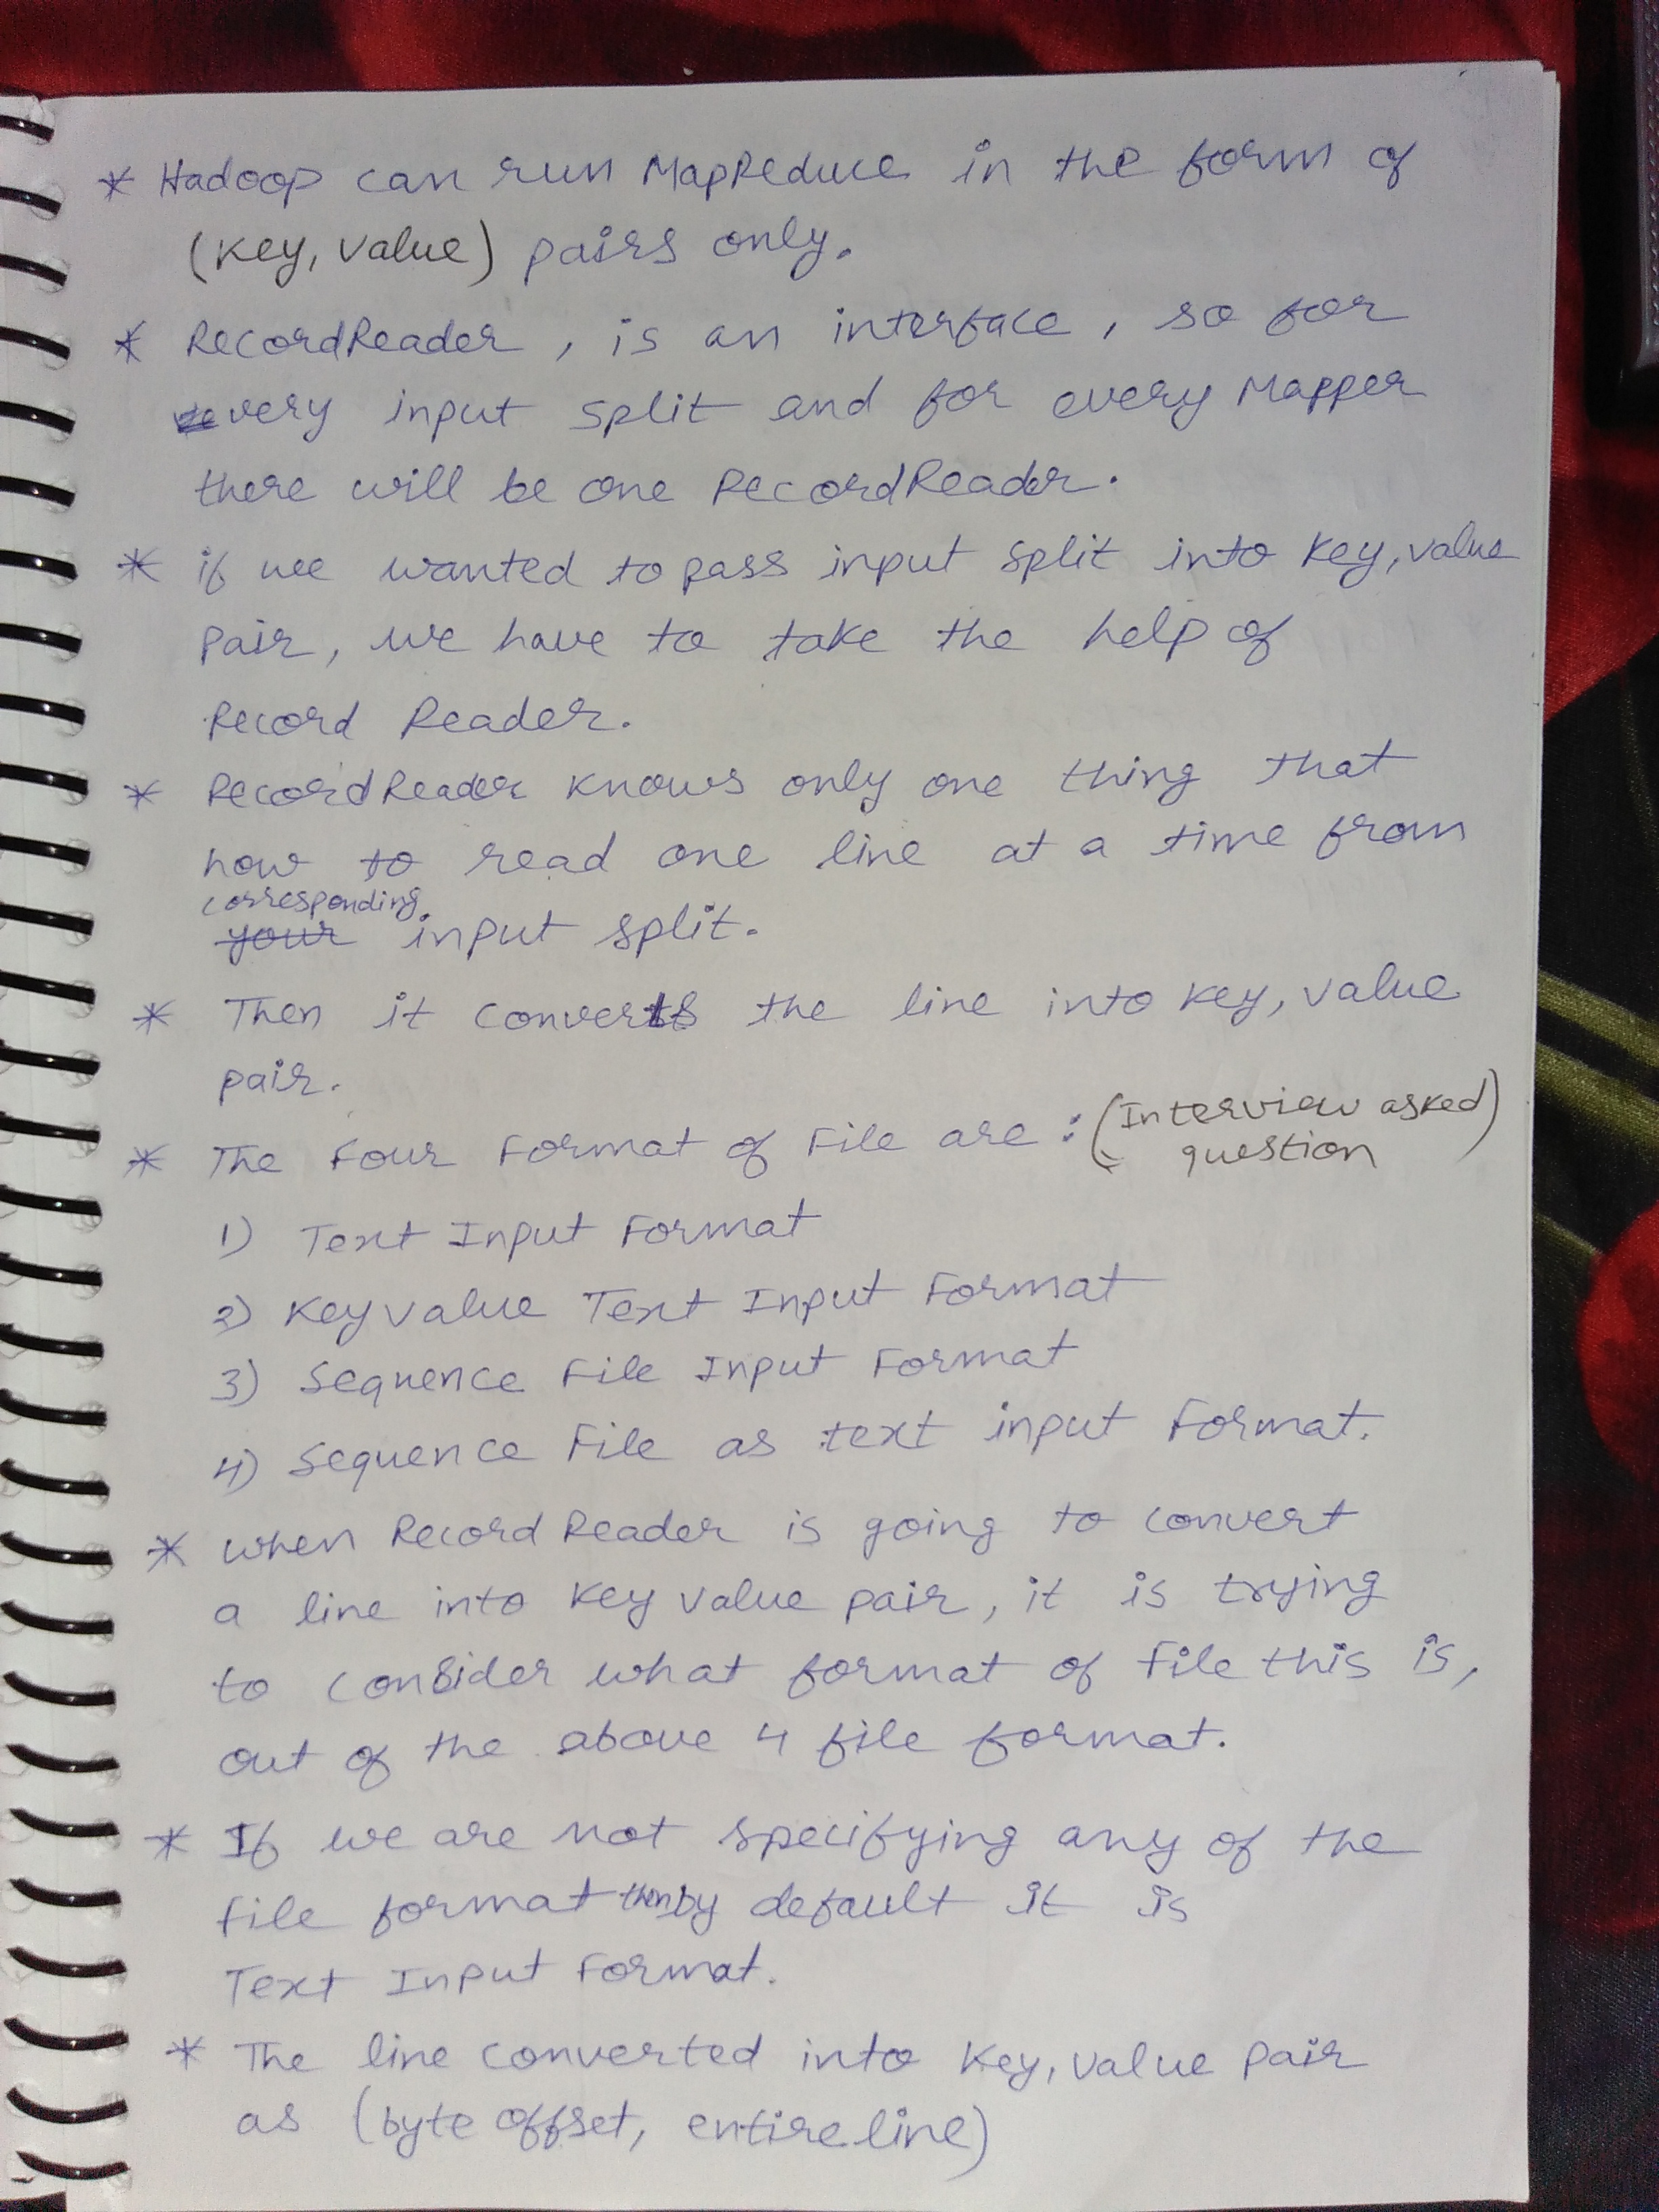 * Hadoop can run MapReduce in the form of
(Key, Value) pairs only.
* RecordReader, is an interface, so for
every input split and for every Mapper
there will be one RecordReader.
* if we wanted to pass input split into key, value
pair, we have to take the help of
Record Reader.
* RecordReader knows only one thing that
how to read one line at a time from
corresponding
your input split.
* Then it converts the line into key, value
pair.
* The Four Format of File are : (Interview asked)
question
1) Text Input Format
2) Keyvalue Text Input Format
3) Sequence File Input Format
4) Sequence File as text input Format.
* when Record Reader is going to convert
a line into key value pair, it is trying
to consider what format of file this is,
out of the above 4 file format.
* If we are not specifying any of the
file format then by default it is
Text Input Format.
* The line converted into Key, value pair
as (byte offset, entire line)